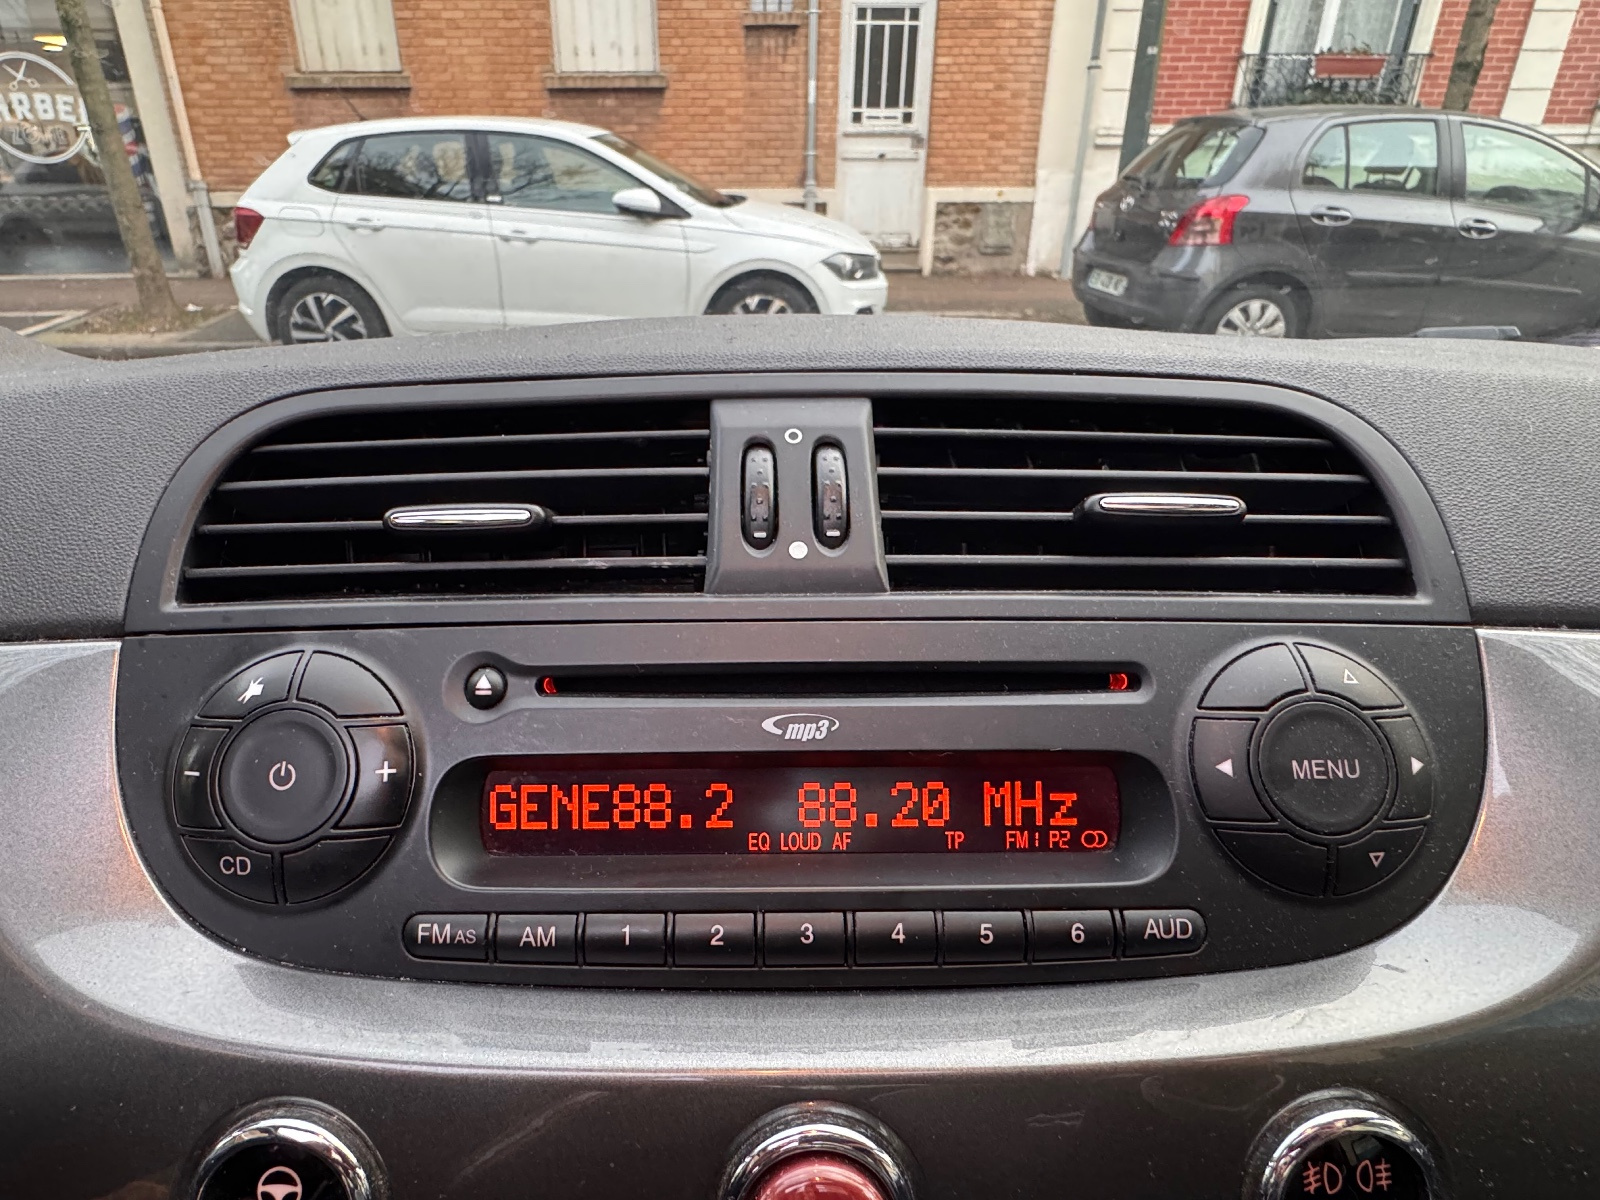 mp3
GENE88.2 88.20 MHz
EQ LOUD AF TP FM1 P2
MENU
CD
FM AS AM 1 2 3 4 5 6 AUD